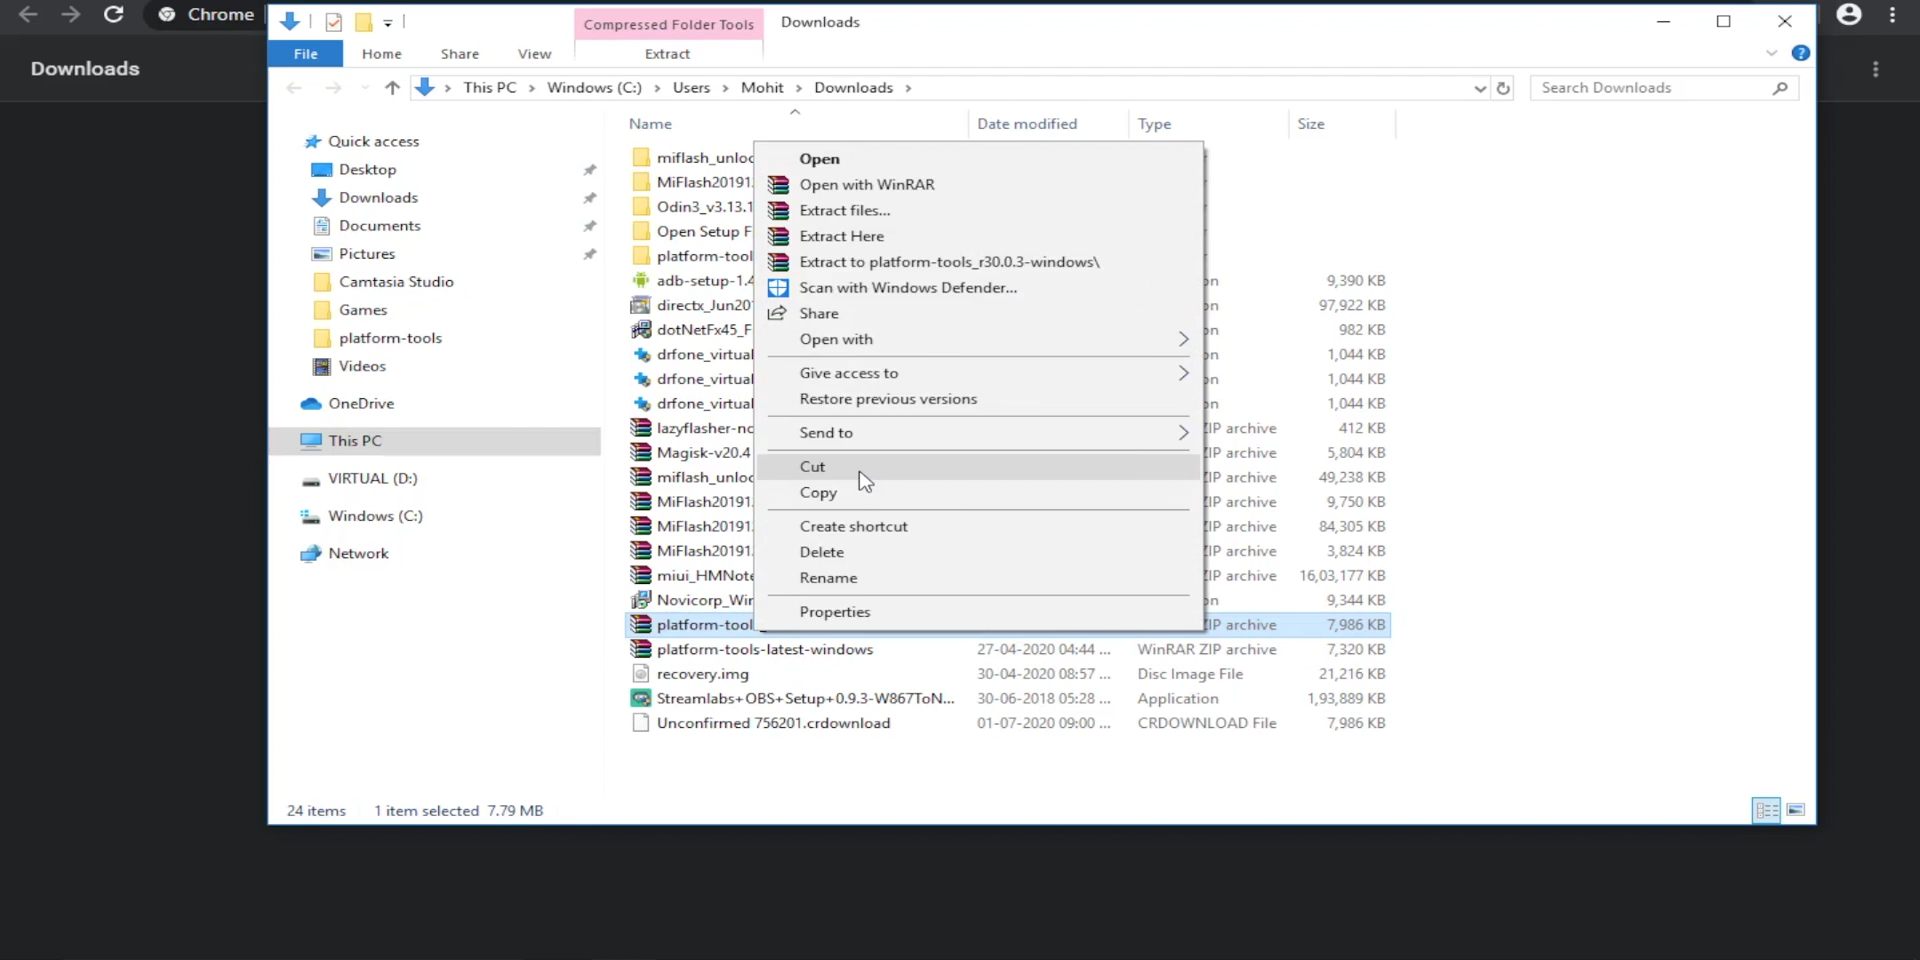 Chrome
Downloads
Compressed Folder Tools
Downloads
File
Home
Share
View
Extract
This PC
Windows (C:)
Users
Mohit
Downloads
Search Downloads
Name
Date modified
Type
Size
Quick access
Desktop
Downloads
Documents
Pictures
Camtasia Studio
Games
platform-tools
Videos
OneDrive
This PC
VIRTUAL (D:)
Windows (C:)
Network
miflash_unloc
MiFlash20191.
Odin3_v3.13.1
Open Setup F
platform-tool
adb-setup-1.4 on 9,390 KB
directx_Jun20 on 97,922 KB
dotNetFx45_F on 982 KB
drfone_virtual on 1,044 KB
drfone_virtual on 1,044 KB
drfone_virtual on 1,044 KB
lazyflasher-no ZIP archive 412 KB
Magisk-v20.4 ZIP archive 5,804 KB
miflash_unloc ZIP archive 49,238 KB
MiFlash20191. ZIP archive 9,750 KB
MiFlash20191. ZIP archive 84,305 KB
MiFlash20191. ZIP archive 3,824 KB
miui_HMNote ZIP archive 16,03,177 KB
Novicorp_Wir on 9,344 KB
platform-tool ZIP archive 7,986 KB
platform-tools-latest-windows 27-04-2020 04:44 ... WinRAR ZIP archive 7,320 KB
recovery.img 30-04-2020 08:57 ... Disc Image File 21,216 KB
Streamlabs+OBS+Setup+0.9.3-W867ToN... 30-06-2018 05:28 ... Application 1,93,889 KB
Unconfirmed 756201.crdownload 01-07-2020 09:00 ... CRDOWNLOAD File 7,986 KB
Open
Open with WinRAR
Extract files...
Extract Here
Extract to platform-tools_r30.0.3-windows\
Scan with Windows Defender...
Share
Open with
Give access to
Restore previous versions
Send to
Cut
Copy
Create shortcut
Delete
Rename
Properties
24 items 1 item selected 7.79 MB